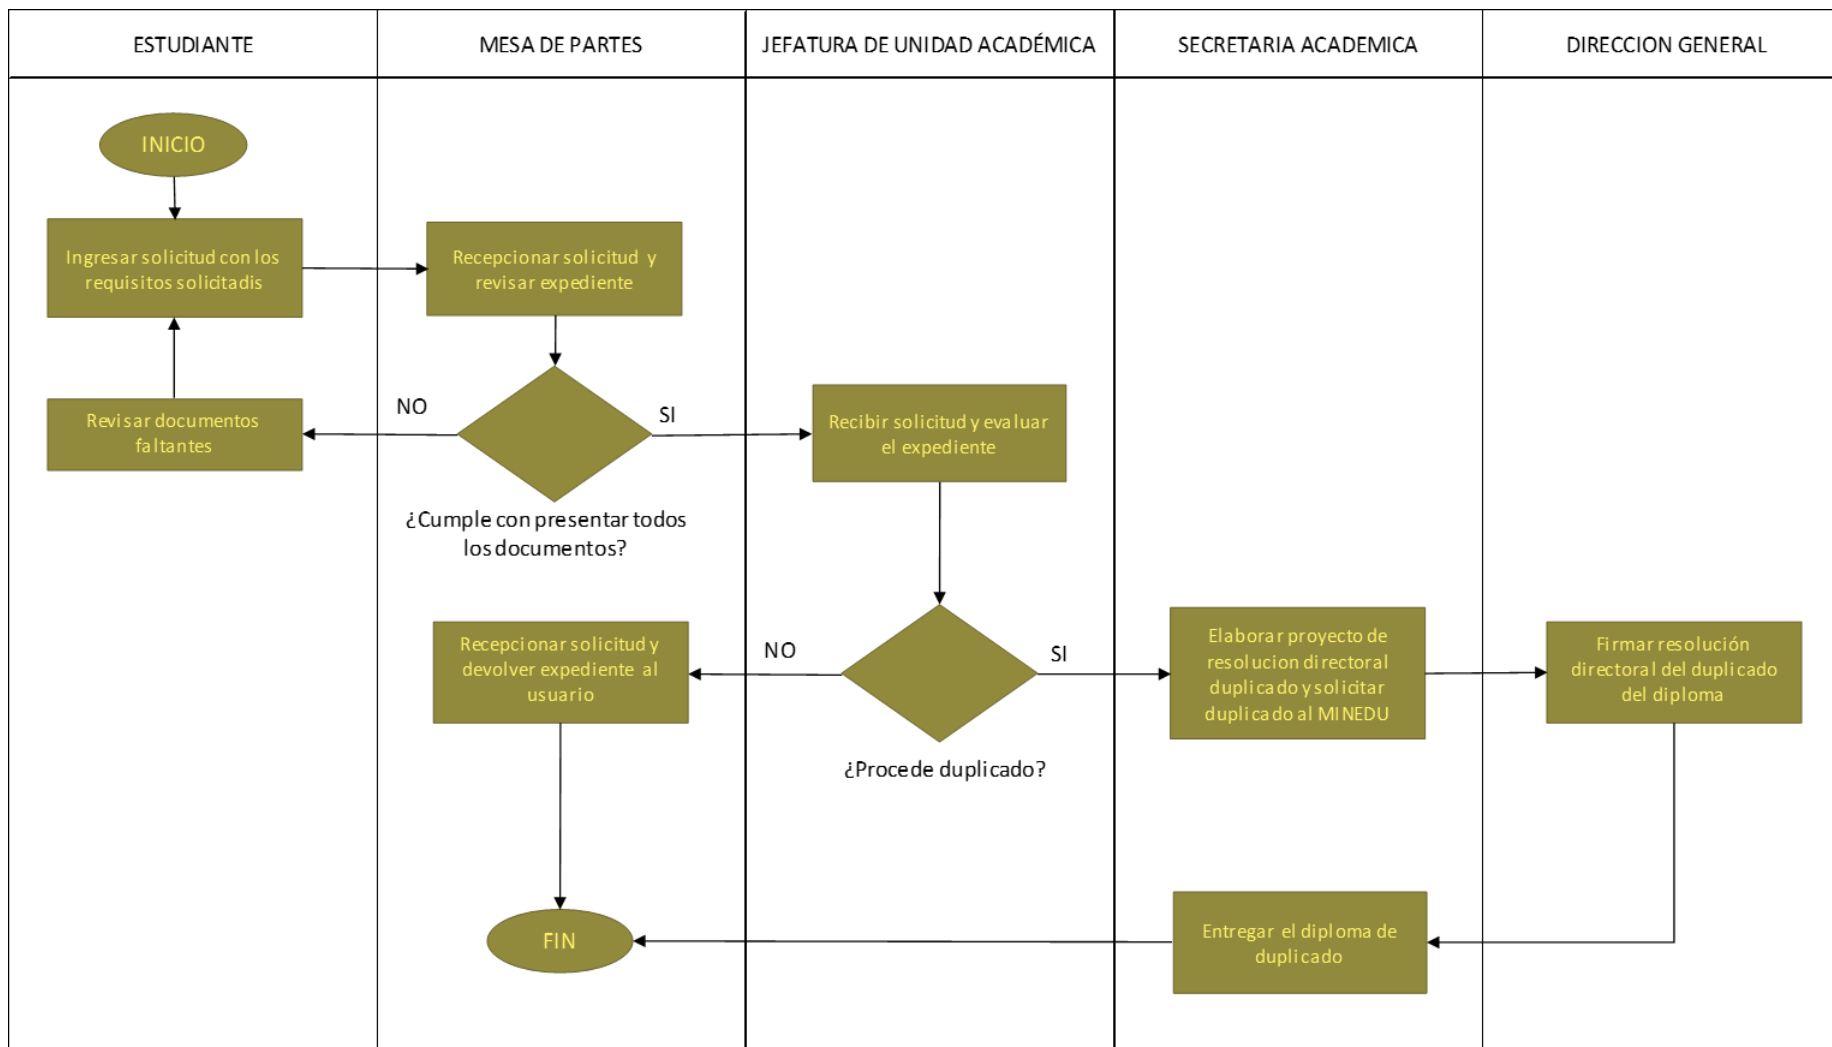 ESTUDIANTE
MESA DE PARTES
JEFATURA DE UNIDAD ACADÉMICA
SECRETARIA ACADEMICA
DIRECCION GENERAL
INICIO
Ingresar solicitud con los
requisitos solicitadis
Recepcionar solicitud y
revisar expediente
NO
SI
Revisar documentos
faltantes
Recibir solicitud y evaluar
el expediente
¿Cumple con presentar todos
los documentos?
Recepcionar solicitud y
devolver expediente al
usuario
NO
SI
Elaborar proyecto de
resolucion directoral
duplicado y solicitar
duplicado al MINEDU
Firmar resolución
directoral del duplicado
del diploma
¿Procede duplicado?
FIN
Entregar el diploma de
duplicado